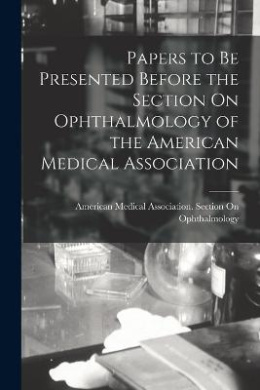 Papers to Be
Presented Before the
Section On
Ophthalmology of
the American
Medical Association
American Medical Association. Section On
Ophthalmology